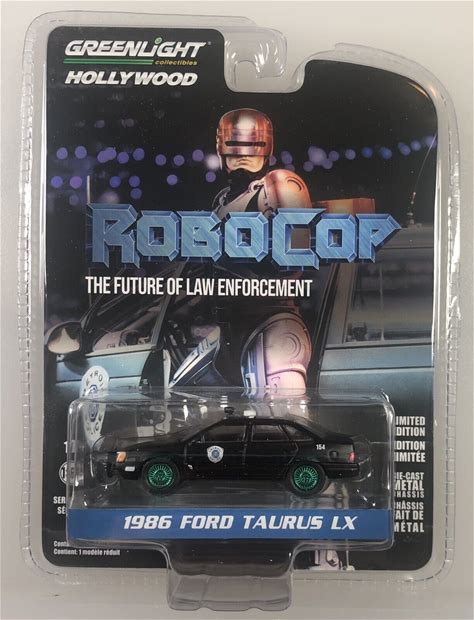 GREENLIGHT
collectibles
HOLLYWOOD
ROBOCOP
THE FUTURE OF LAW ENFORCEMENT
LIMITED
EDITION
ÉDITION
LIMITÉE
DIE-CAST
METAL
CHASSIS
CHÂSSIS
FAIT DE
MÉTAL
154
1986 FORD TAURUS LX
Contient: 1 modèle réduit